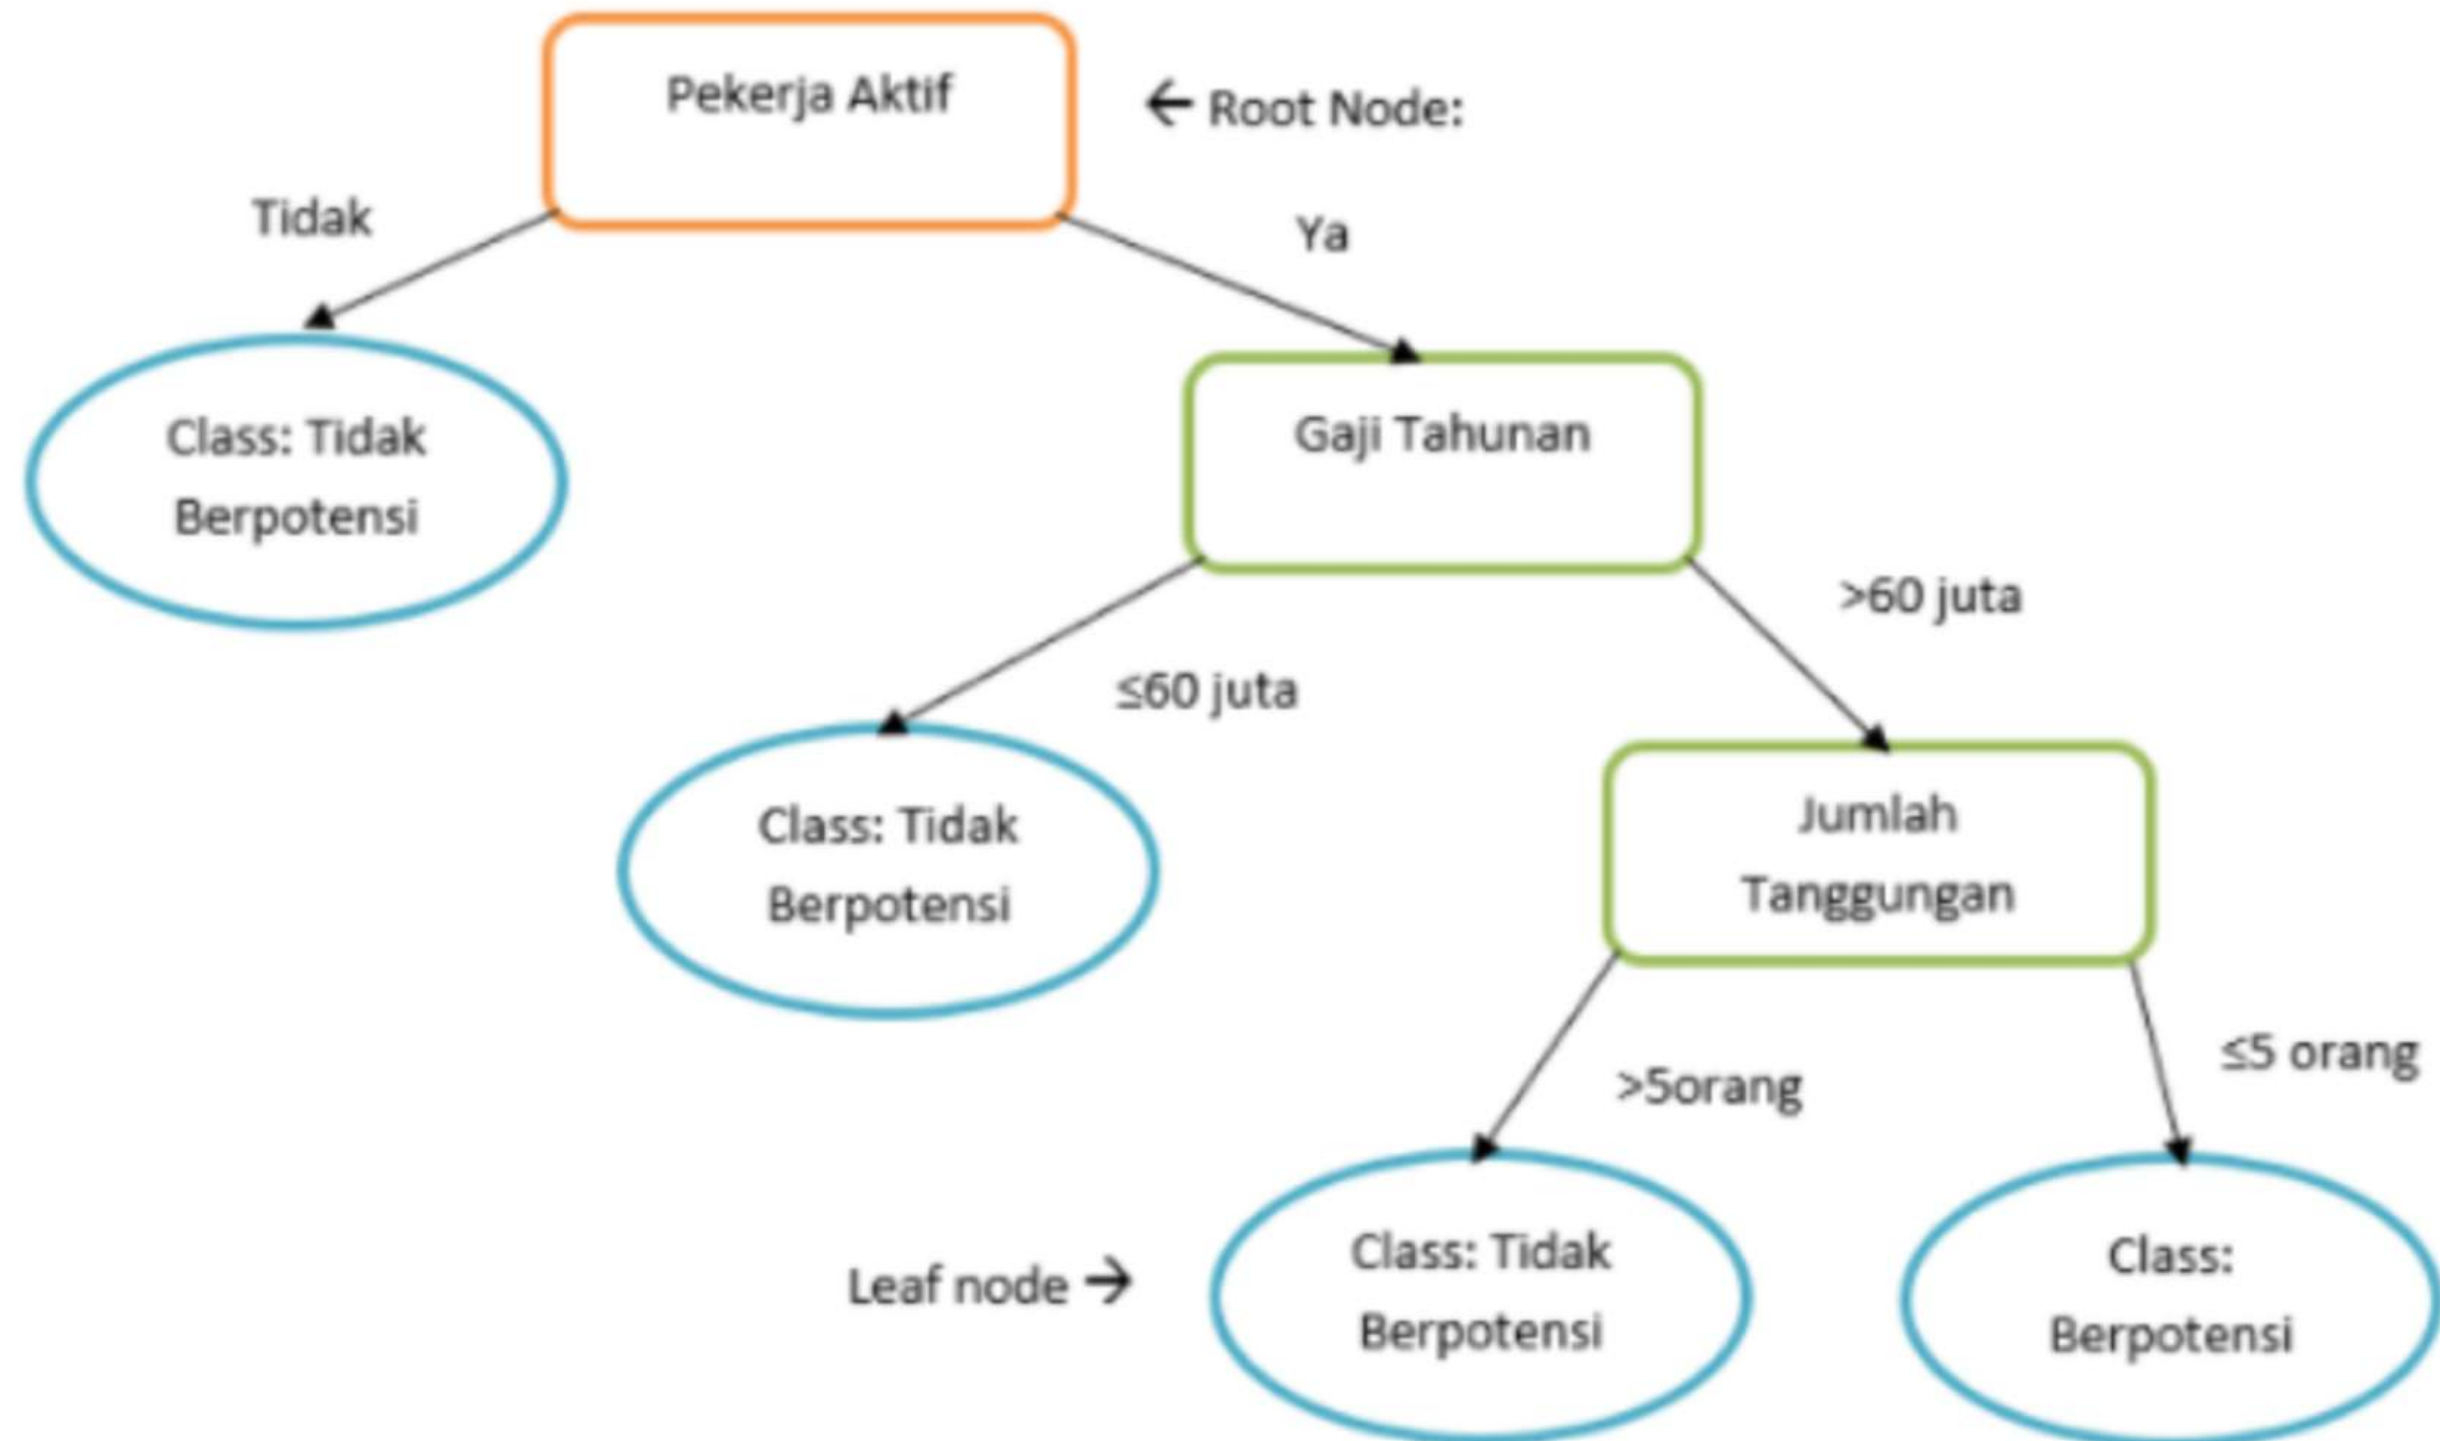 Pekerja Aktif
← Root Node:
Tidak
Ya
Class: Tidak
Berpotensi
Gaji Tahunan
>60 juta
≤60 juta
Class: Tidak
Berpotensi
Jumlah
Tanggungan
>5orang
≤5 orang
Leaf node →
Class: Tidak
Berpotensi
Class:
Berpotensi